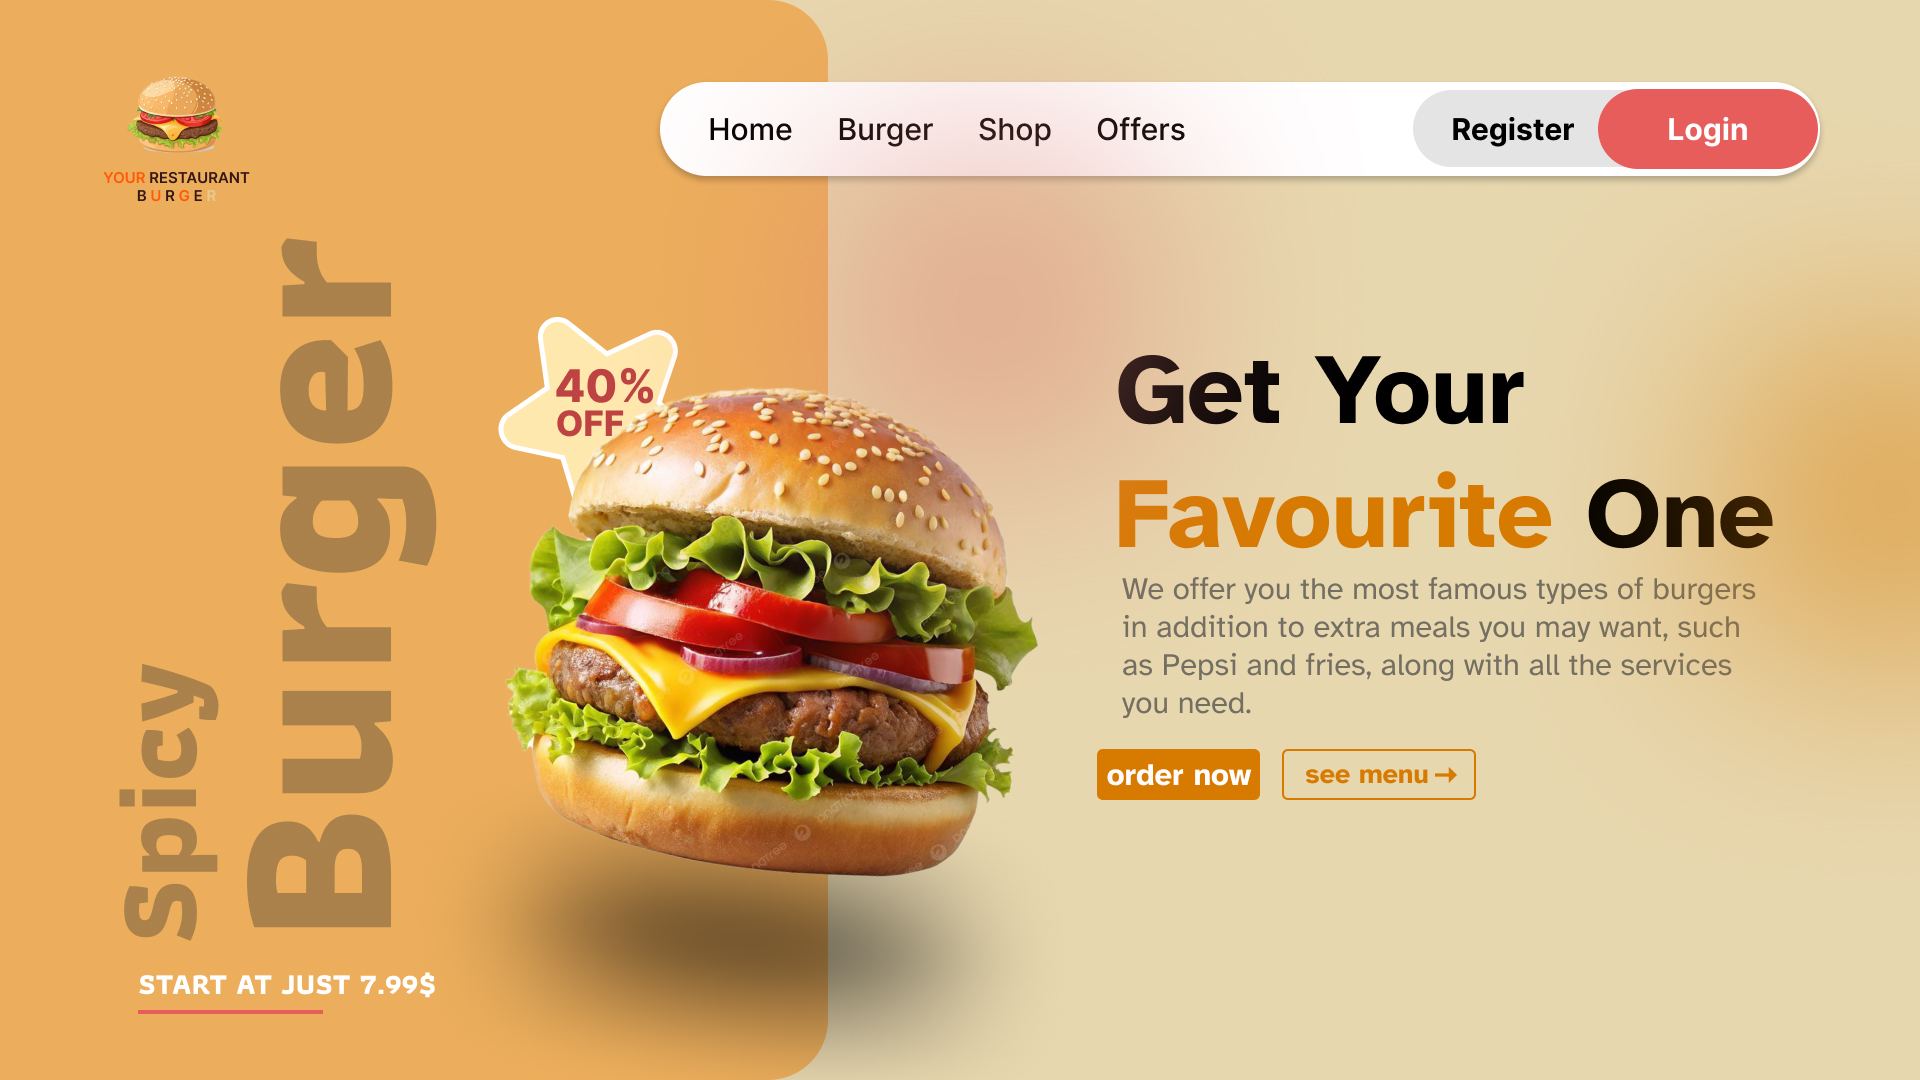 YOUR RESTAURANT
BURGER
Home Burger Shop Offers Register Login
Spicy
Burger
40%
OFF
Get Your
Favourite One
We offer you the most famous types of burgers
in addition to extra meals you may want, such
as Pepsi and fries, along with all the services
you need.
order now see menu →
START AT JUST 7.99$